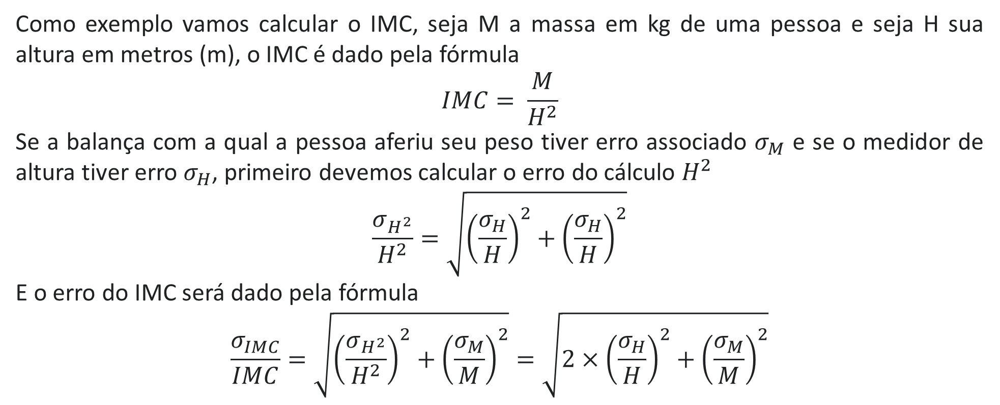 Como exemplo vamos calcular o IMC, seja M a massa em kg de uma pessoa e seja H sua
altura em metros (m), o IMC é dado pela fórmula
$IMC = \frac{M}{H^2}$
Se a balança com a qual a pessoa aferiu seu peso tiver erro associado $\sigma_M$ e se o medidor de
altura tiver erro $\sigma_H$, primeiro devemos calcular o erro do cálculo $H^2$
$\frac{\sigma_{H^2}}{H^2} = \sqrt{\left(\frac{\sigma_H}{H}\right)^2 + \left(\frac{\sigma_H}{H}\right)^2}$
E o erro do IMC será dado pela fórmula
$\frac{\sigma_{IMC}}{IMC} = \sqrt{\left(\frac{\sigma_{H^2}}{H^2}\right)^2 + \left(\frac{\sigma_M}{M}\right)^2} = \sqrt{2 \times \left(\frac{\sigma_H}{H}\right)^2 + \left(\frac{\sigma_M}{M}\right)^2}$